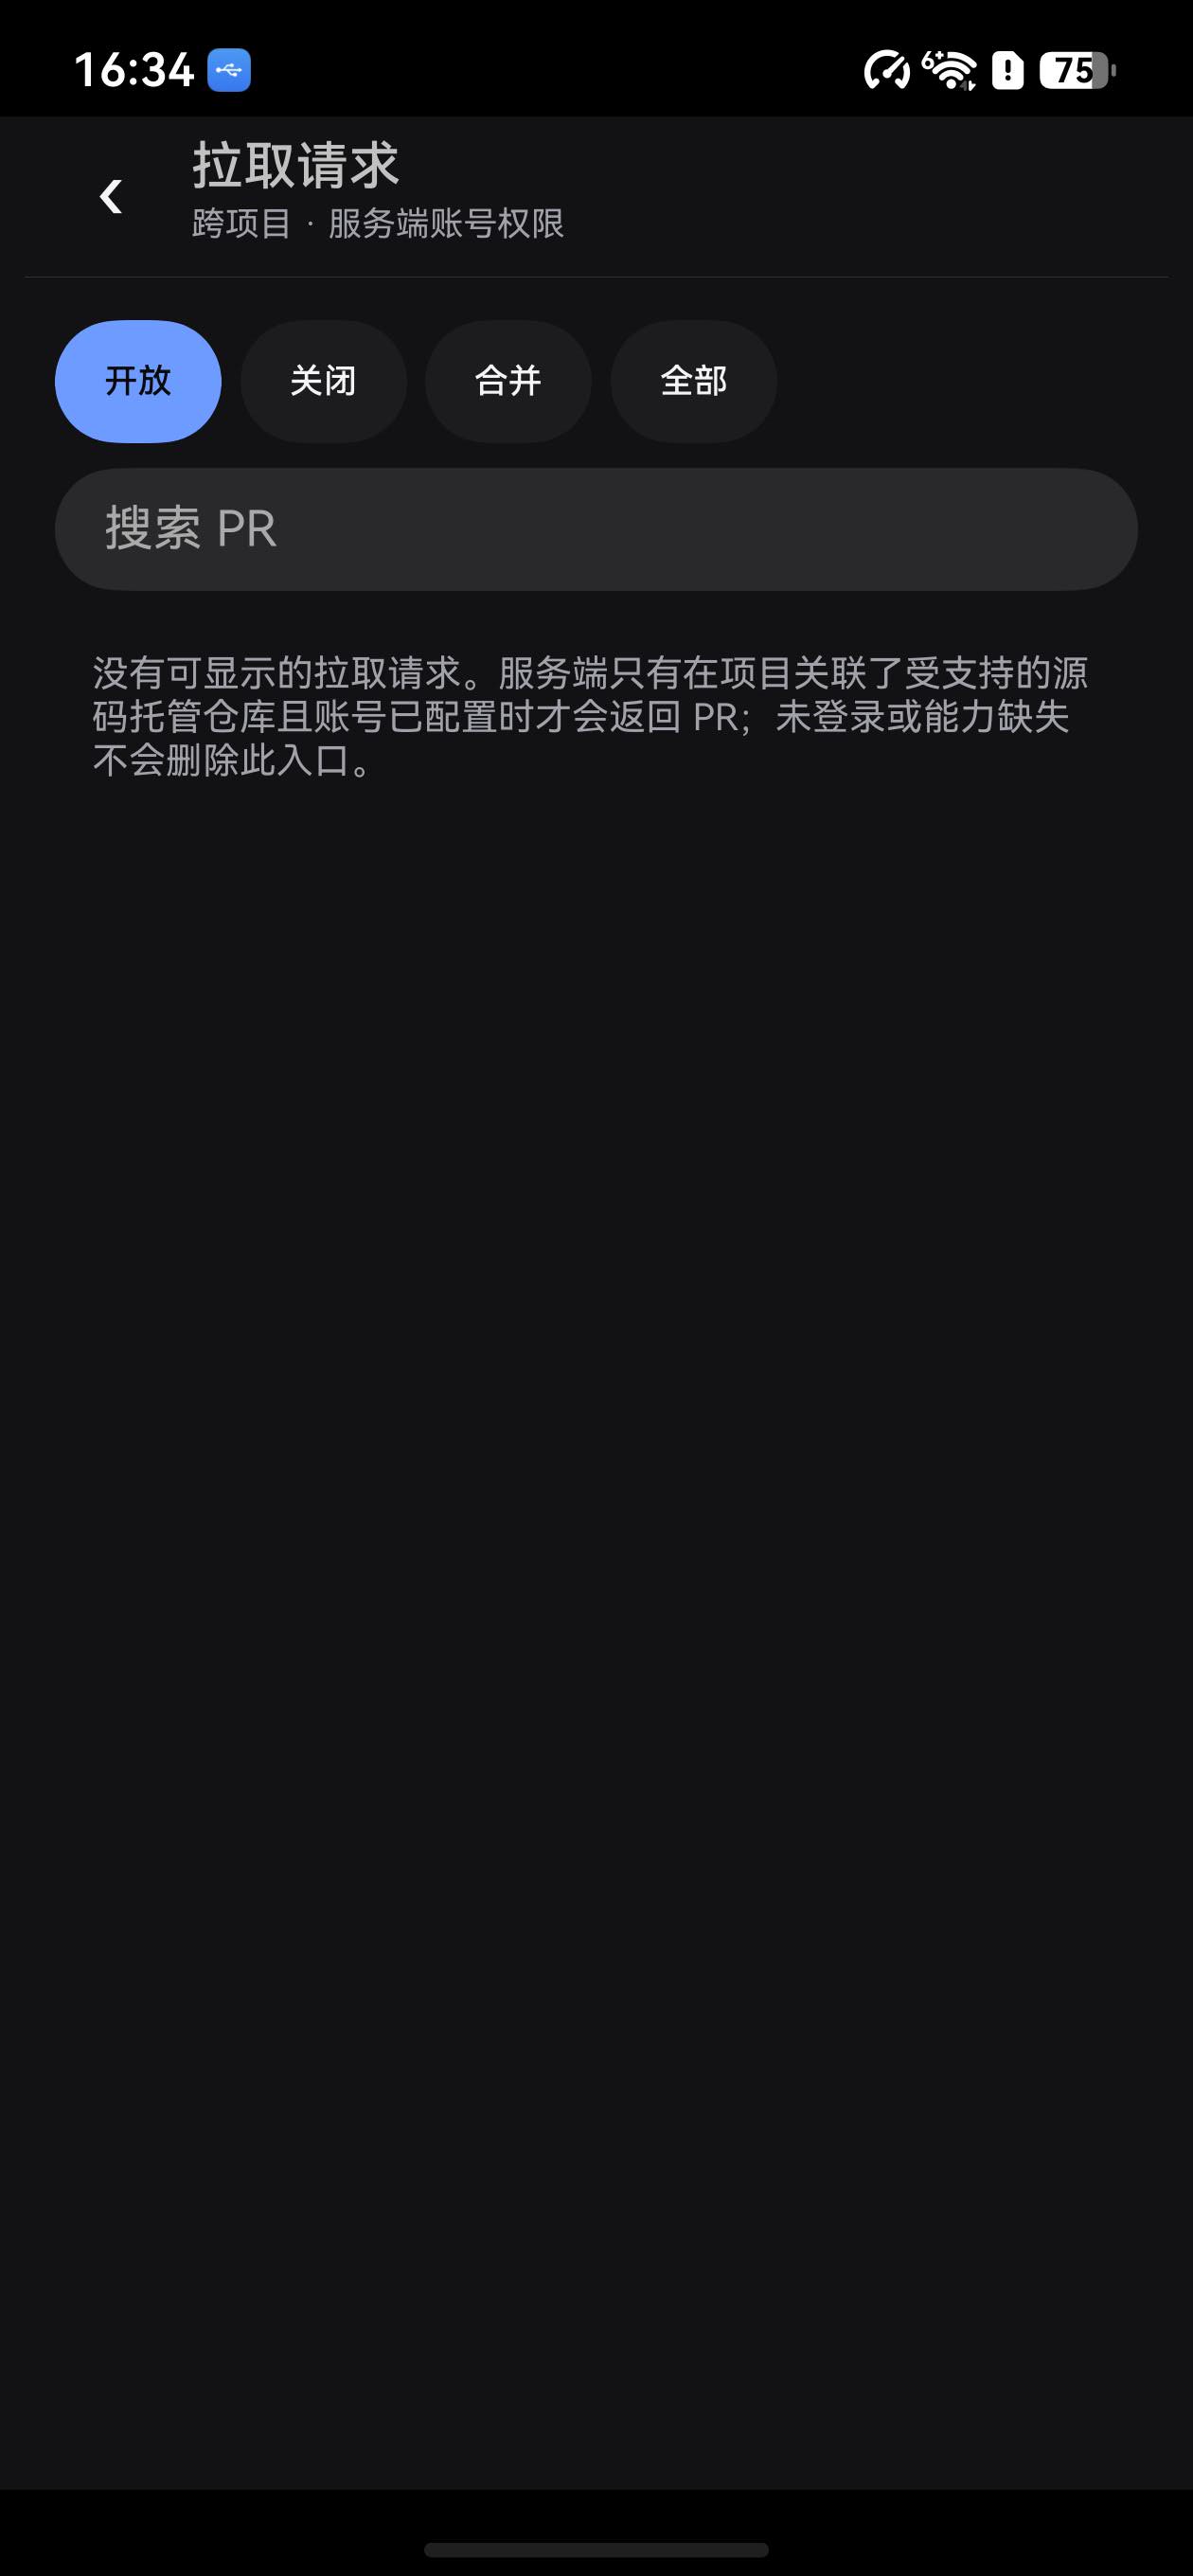 16:34
6+
75
拉取请求
跨项目 · 服务端账号权限
开放 关闭 合并 全部
搜索 PR
没有可显示的拉取请求。服务端只有在项目关联了受支持的源
码托管仓库且账号已配置时才会返回 PR；未登录或能力缺失
不会删除此入口。